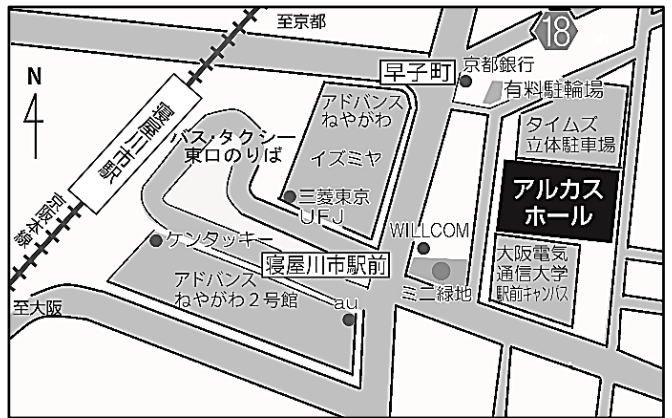 至京都
18
N
早子町
京都銀行
有料駐輪場
アドバンス
ねやがわ
イズミヤ
タイムズ
立体駐車場
寝屋川市駅
バス・タクシー
東口のりば
三菱東京
UFJ
アルカス
ホール
京阪本線
ケンタッキー
WILLCOM
寝屋川市駅前
大阪電気
通信大学
駅前キャンパス
ミニ緑地
アドバンス
ねやがわ2号館
au
至大阪